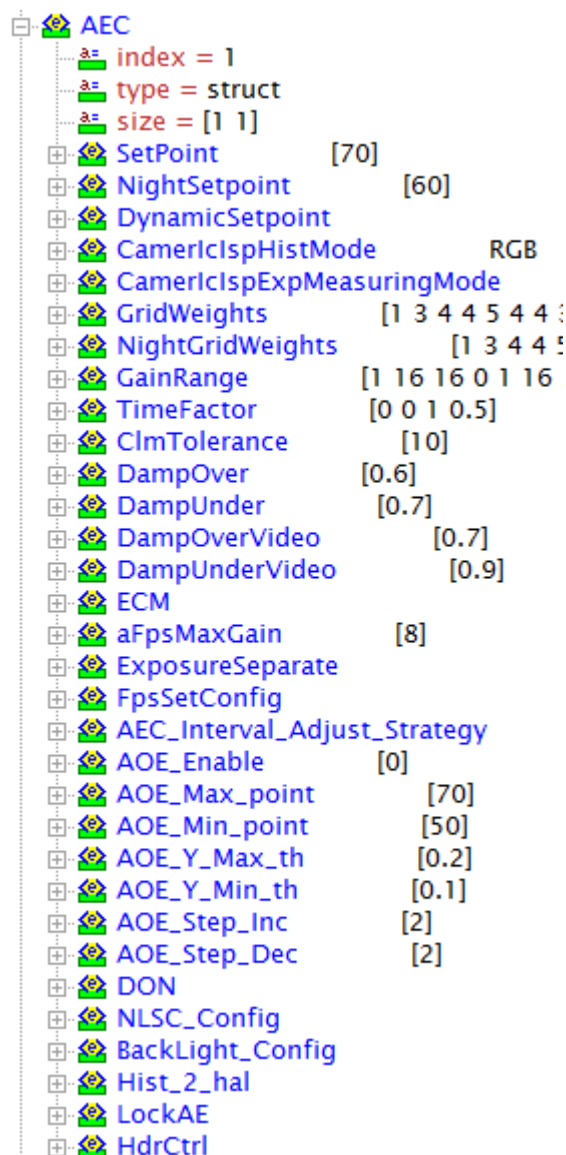 AEC
index = 1
type = struct
size = [1 1]
SetPoint [70]
NightSetpoint [60]
DynamicSetpoint
CamerIcIspHistMode RGB
CamerIcIspExpMeasuringMode
GridWeights [1 3 4 4 5 4 4 3
NightGridWeights [1 3 4 4 5
GainRange [1 16 16 0 1 16
TimeFactor [0 0 1 0.5]
ClmTolerance [10]
DampOver [0.6]
DampUnder [0.7]
DampOverVideo [0.7]
DampUnderVideo [0.9]
ECM
aFpsMaxGain [8]
ExposureSeparate
FpsSetConfig
AEC_Interval_Adjust_Strategy
AOE_Enable [0]
AOE_Max_point [70]
AOE_Min_point [50]
AOE_Y_Max_th [0.2]
AOE_Y_Min_th [0.1]
AOE_Step_Inc [2]
AOE_Step_Dec [2]
DON
NLSC_Config
BackLight_Config
Hist_2_hal
LockAE
HdrCtrl